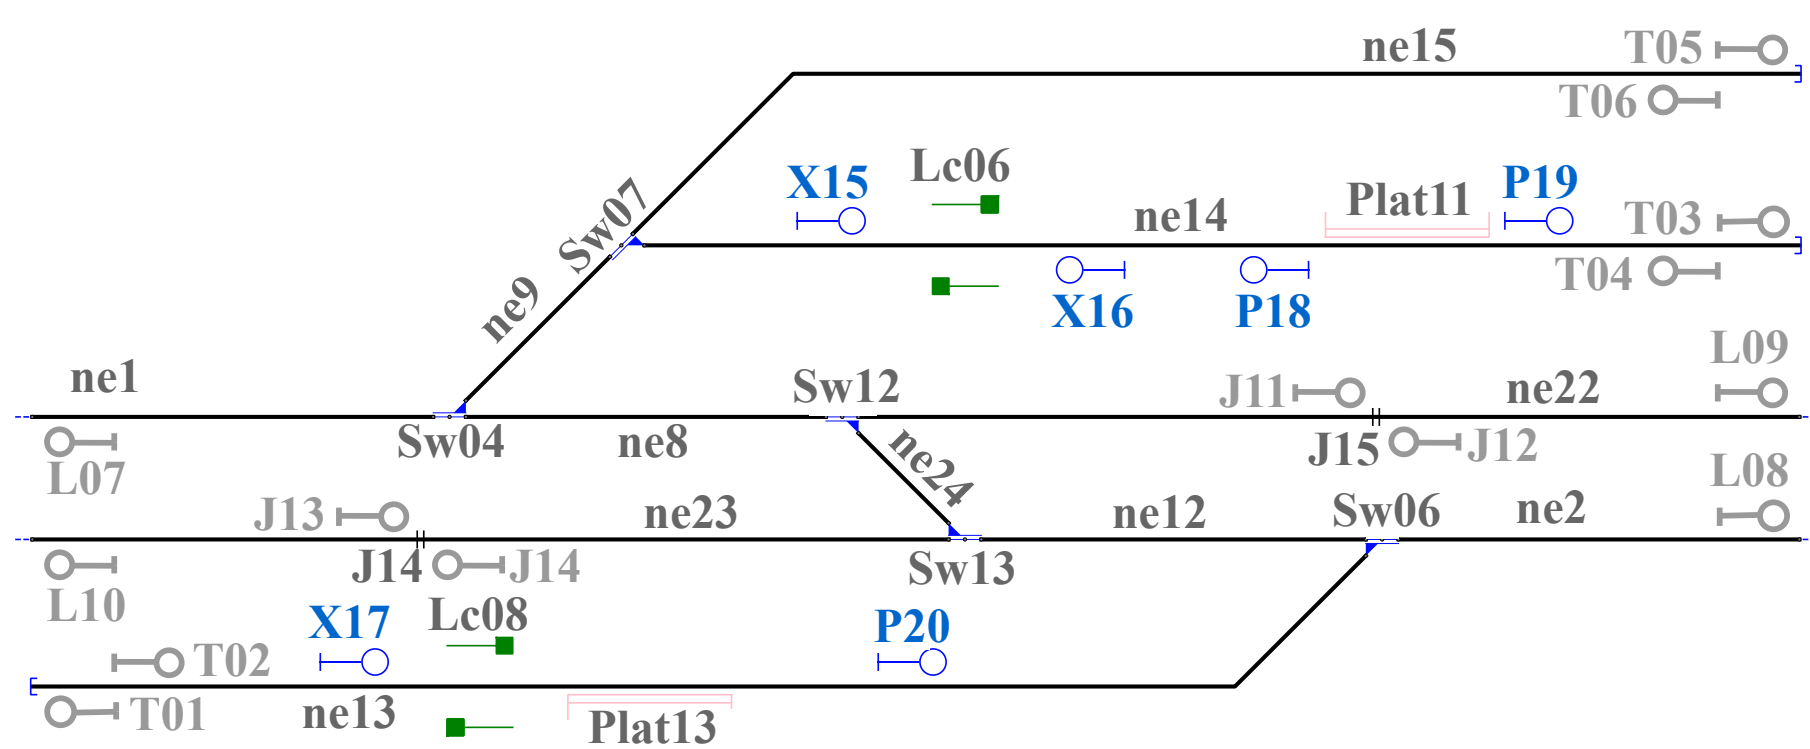 ne15
T05
T06
X15
Lc06
ne14
Plat11
P19
T03
Sw07
T04
X16
P18
ne9
ne1
Sw12
J11
ne22
L09
L07
Sw04
ne8
ne24
J15
J12
L08
J13
ne23
ne12
Sw06
ne2
J14
J14
Sw13
L10
X17
Lc08
P20
T02
T01
ne13
Plat13